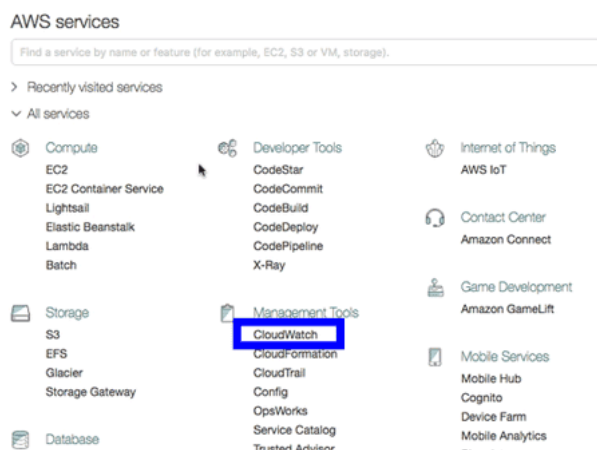 AWS services
Find a service by name or feature (for example, EC2, S3 or VM, storage).
Recently visited services
All services
Compute
EC2
EC2 Container Service
Lightsail
Elastic Beanstalk
Lambda
Batch
Storage
S3
EFS
Glacier
Storage Gateway
Database
Developer Tools
CodeStar
CodeCommit
CodeBuild
CodeDeploy
CodePipeline
X-Ray
Management Tools
CloudWatch
CloudFormation
CloudTrail
Config
OpsWorks
Service Catalog
Trusted Advisor
Internet of Things
AWS IoT
Contact Center
Amazon Connect
Game Development
Amazon GameLift
Mobile Services
Mobile Hub
Cognito
Device Farm
Mobile Analytics